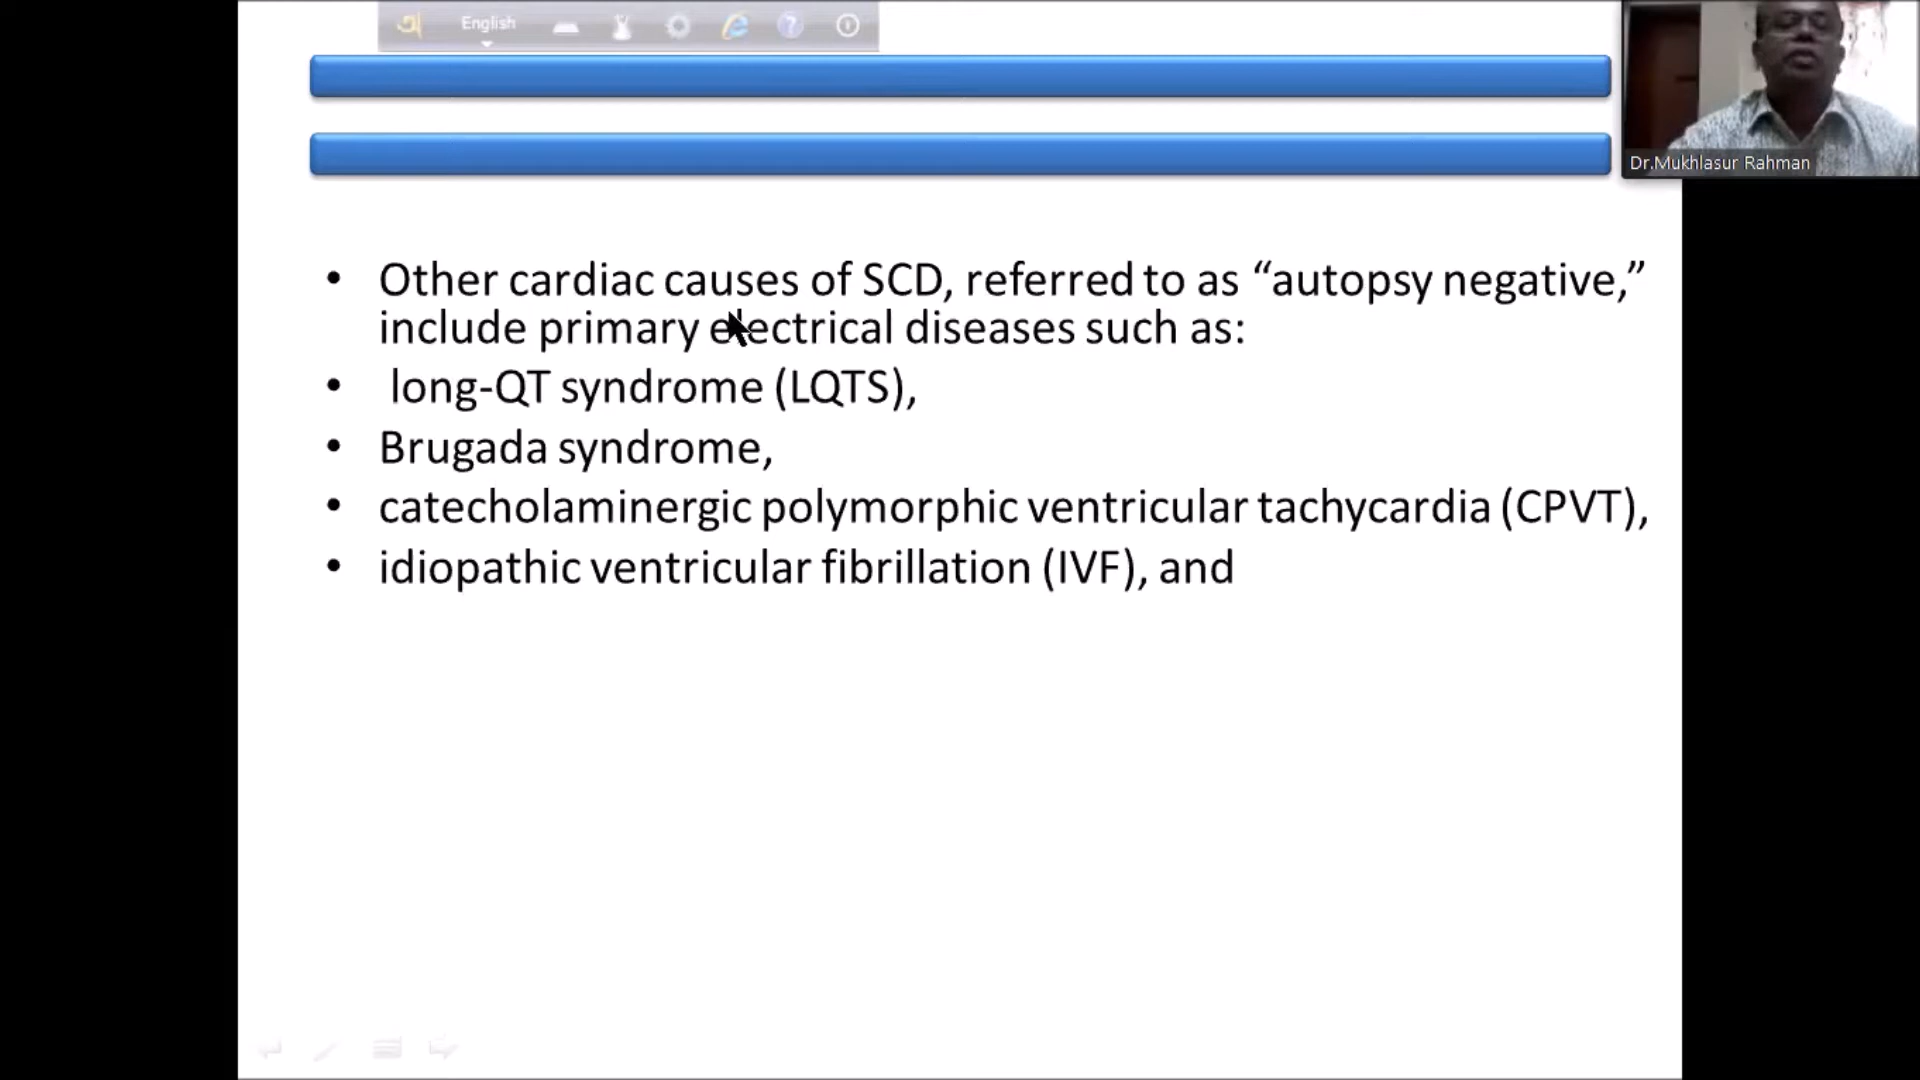 English
Dr.Mukhlasur Rahman
• Other cardiac causes of SCD, referred to as “autopsy negative,”
include primary electrical diseases such as:
• long-QT syndrome (LQTS),
• Brugada syndrome,
• catecholaminergic polymorphic ventricular tachycardia (CPVT),
• idiopathic ventricular fibrillation (IVF), and